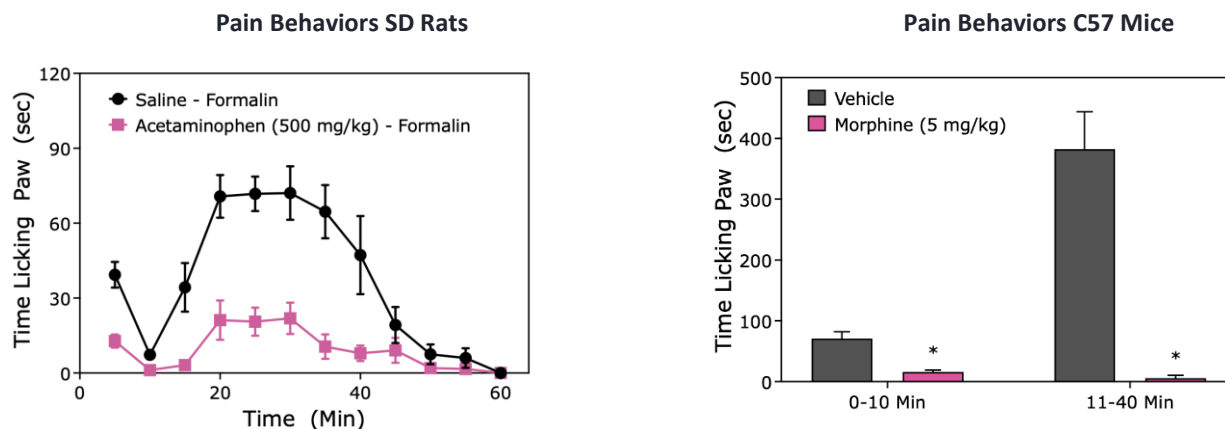 Pain Behaviors SD Rats
120
90
60
30
0
Time Licking Paw (sec)
Saline - Formalin
Acetaminophen (500 mg/kg) - Formalin
0
20
40
60
Time (Min)
Pain Behaviors C57 Mice
500
400
300
200
100
0
Time Licking Paw (sec)
Vehicle
Morphine (5 mg/kg)
*
*
0-10 Min
11-40 Min